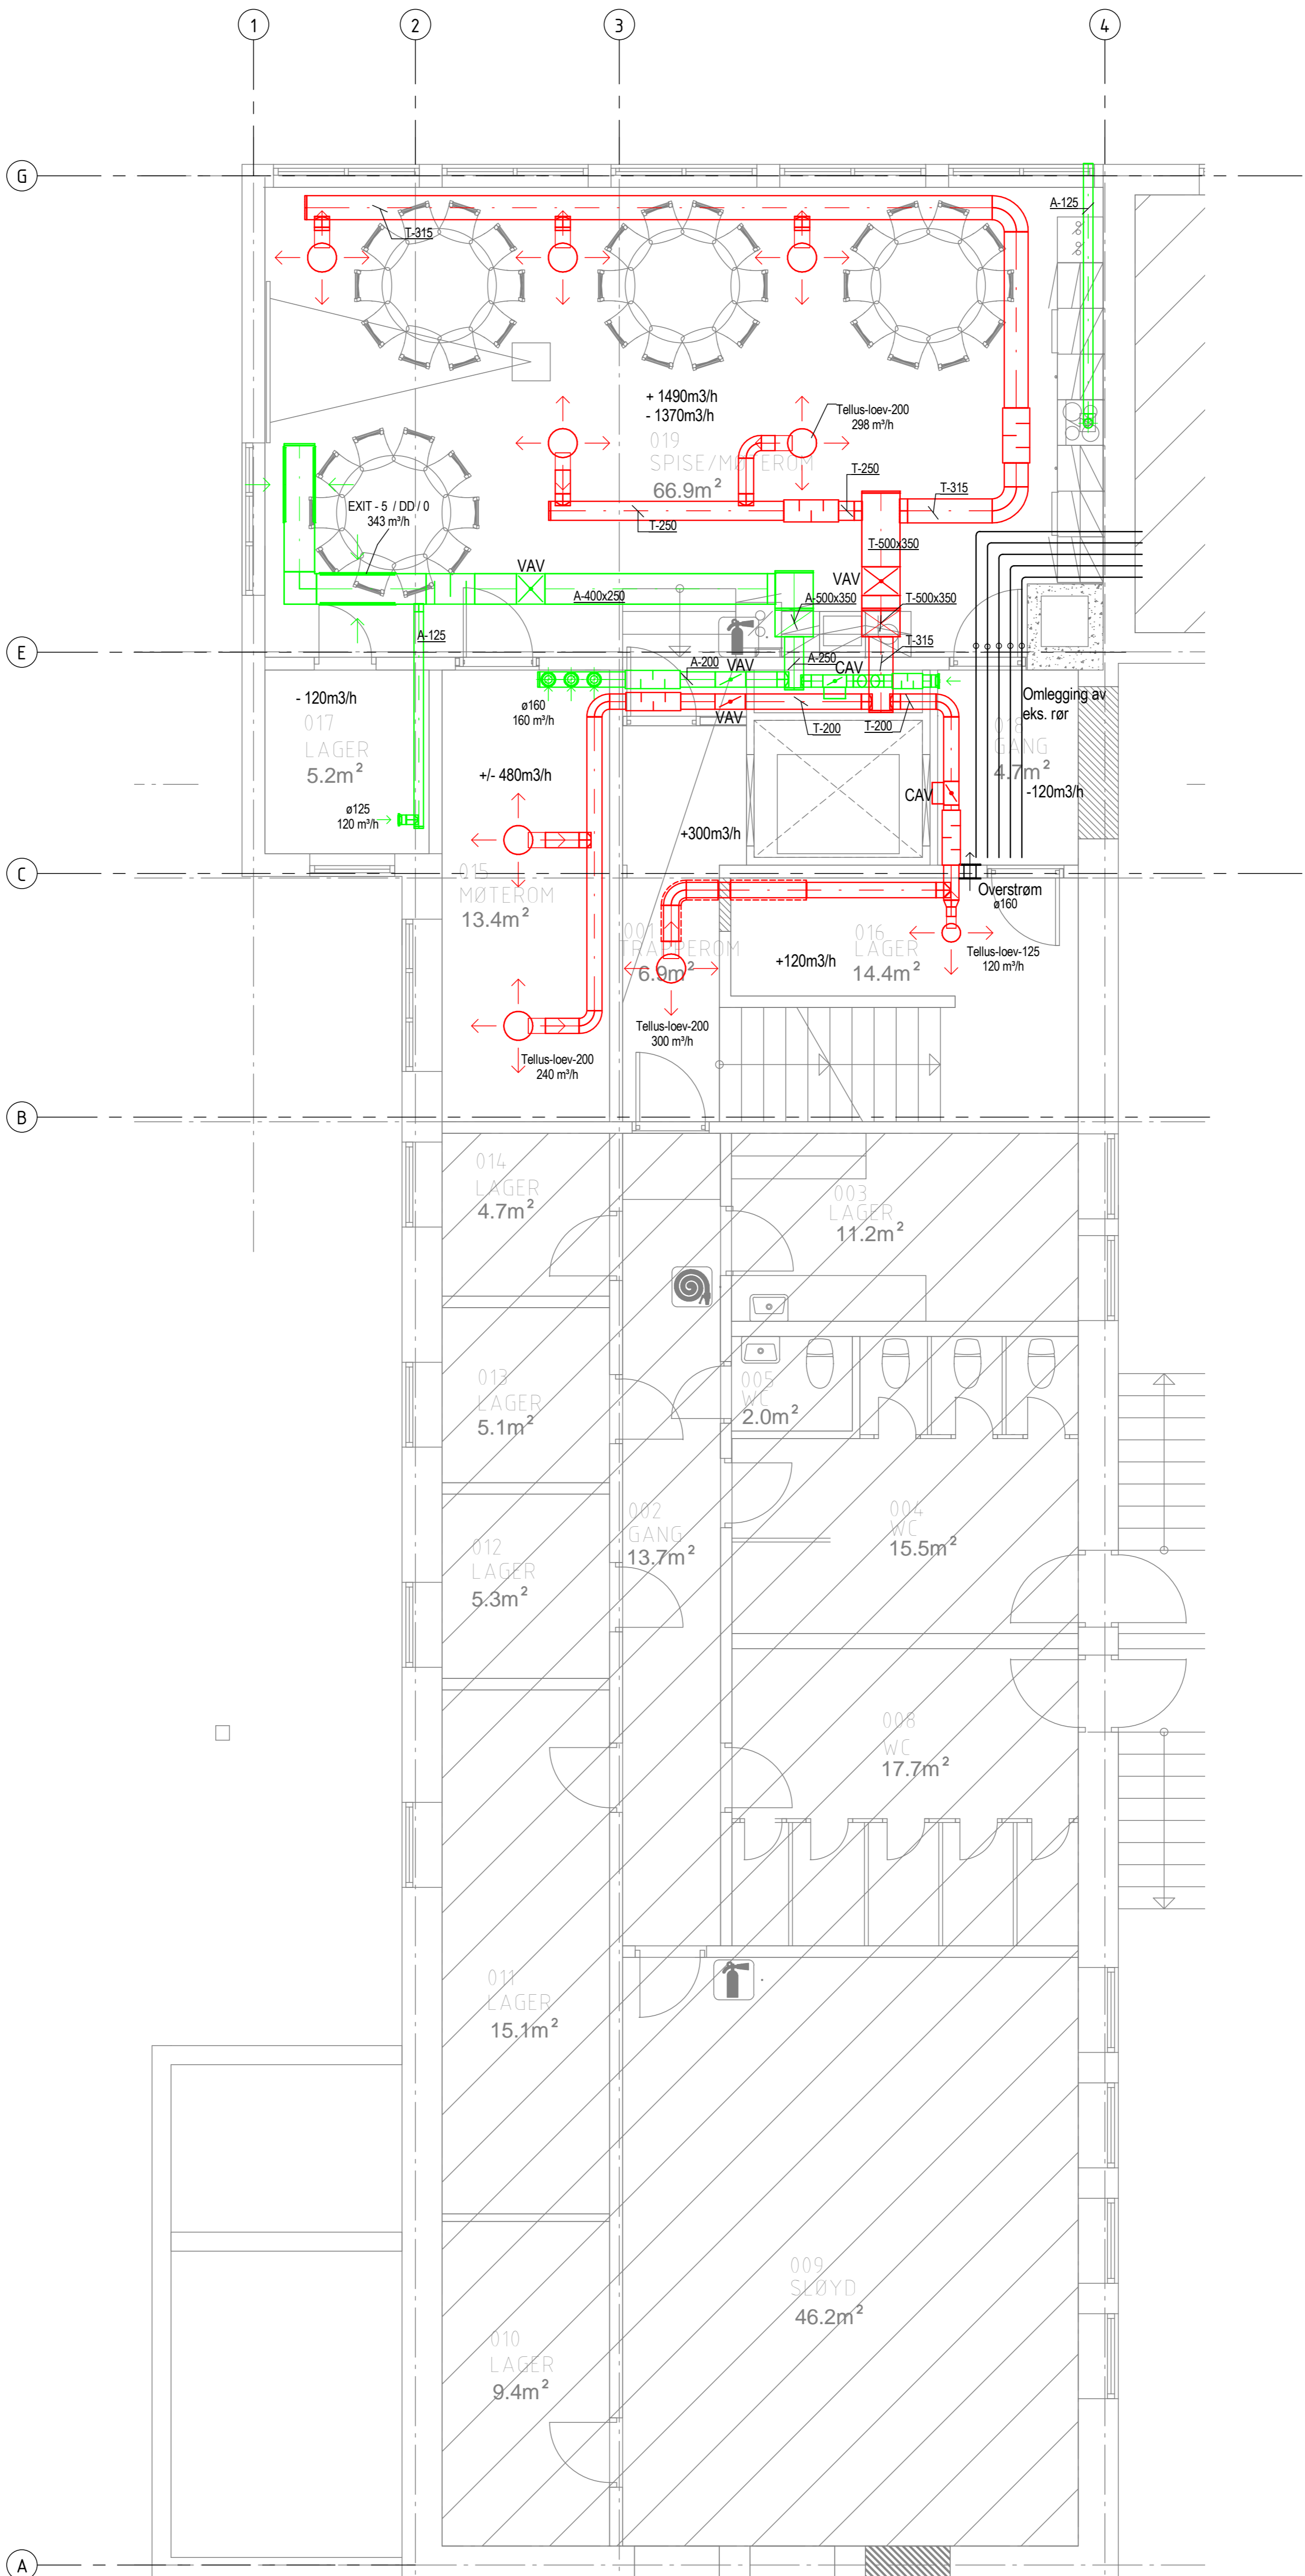 1
2
3
4
G
A-125
T-315
+ 1490m3/h
- 1370m3/h
Tellus-loev-200
298 m³/h
019
SPISE/MØTEROM
66.9m²
T-250
T-315
EXIT - 5 / DD / 0
343 m³/h
T-250
T-500x350
VAV
VAV
A-400x250
A-500x350
T-500x350
A-125
T-315
E
A-200
VAV
A-250
CAV
- 120m3/h
017
LAGER
5.2m²
ø160
160 m³/h
VAV
T-200
T-200
Omlegging av
eks. rør
018
GANG
4.7m²
-120m3/h
+/- 480m3/h
CAV
ø125
120 m³/h
+300m3/h
C
015
MØTEROM
13.4m²
Overstrøm
ø160
001
TRAPPEROM
6.9m²
+120m3/h
016
LAGER
14.4m²
Tellus-loev-125
120 m³/h
Tellus-loev-200
300 m³/h
Tellus-loev-200
240 m³/h
B
014
LAGER
4.7m²
003
LAGER
11.2m²
013
LAGER
5.1m²
005
WC
2.0m²
002
GANG
13.7m²
004
WC
15.5m²
012
LAGER
5.3m²
008
WC
17.7m²
011
LAGER
15.1m²
009
SLØYD
46.2m²
010
LAGER
9.4m²
A